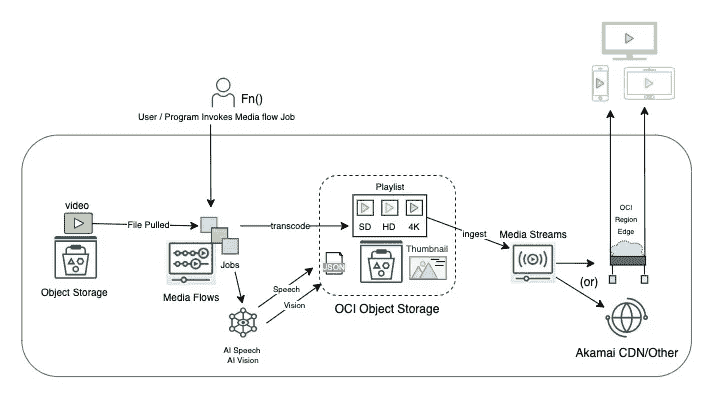 Fn()
User / Program Invokes Media flow Job
video
File Pulled
Object Storage
Jobs
Media Flows
transcode
Speech
Vision
AI Speech
AI Vision
Playlist
SD HD 4K
JSON
Thumbnail
OCI Object Storage
ingest
Media Streams
OCI
Region
Edge
(or)
Akamai CDN/Other